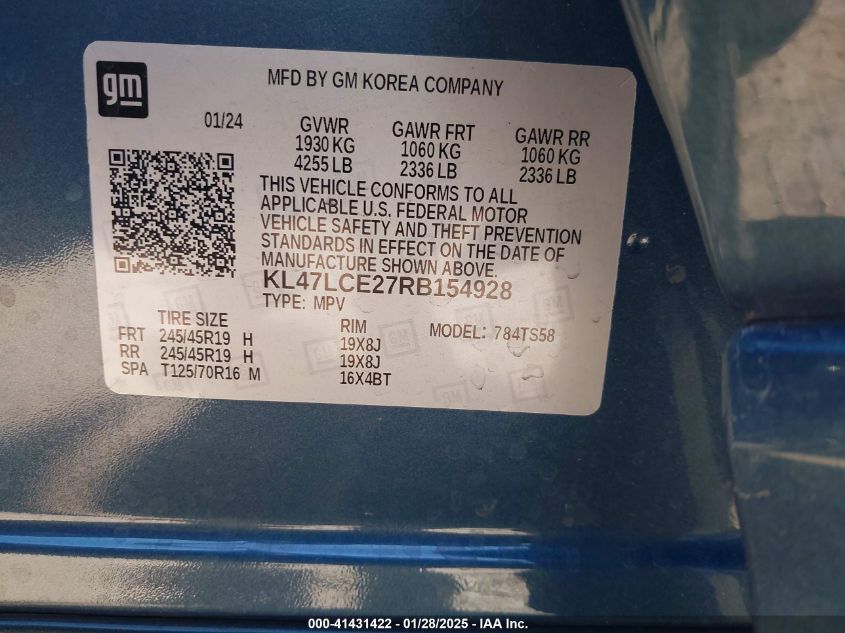 gm
MFD BY GM KOREA COMPANY
01/24
GVWR GAWR FRT GAWR RR
1930 KG 1060 KG 1060 KG
4255 LB 2336 LB 2336 LB
THIS VEHICLE CONFORMS TO ALL
APPLICABLE U.S. FEDERAL MOTOR
VEHICLE SAFETY AND THEFT PREVENTION
STANDARDS IN EFFECT ON THE DATE OF
MANUFACTURE SHOWN ABOVE.
KL47LCE27RB154928
TYPE: MPV
TIRE SIZE RIM MODEL: 784TS58
FRT 245/45R19 H 19X8J
RR 245/45R19 H 19X8J
SPA T125/70R16 M 16X4BT
000-41431422 - 01/28/2025 - IAA Inc.